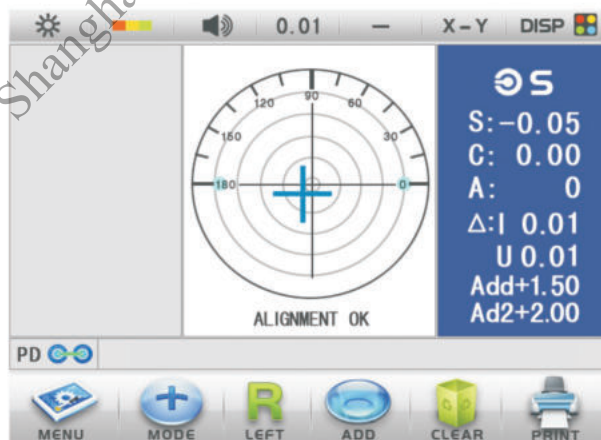 Shangha
0.01 — X-Y DISP
S
S:-0.05
C: 0.00
A: 0
Δ:I 0.01
U 0.01
Add+1.50
Ad2+2.00
180 150 120 90 60 30 0
ALIGNMENT OK
PD
R
MENU MODE LEFT ADD CLEAR PRINT